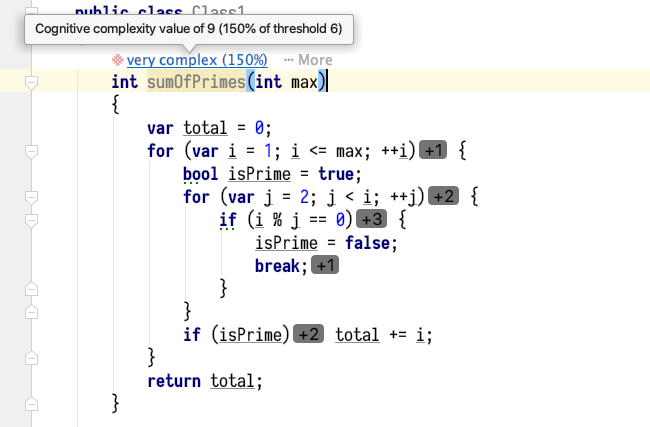 public class Class1
Cognitive complexity value of 9 (150% of threshold 6)
very complex (150%) ··· More
int sumOfPrimes(int max)
{
var total = 0;
for (var i = 1; i <= max; ++i) +1 {
bool isPrime = true;
for (var j = 2; j < i; ++j) +2 {
if (i % j == 0) +3 {
isPrime = false;
break; +1
}
}
if (isPrime) +2 total += i;
}
return total;
}